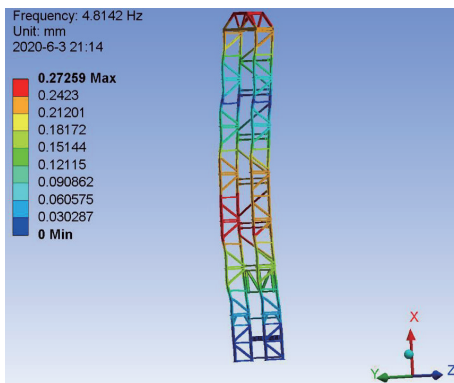 Frequency: 4.8142 Hz
Unit: mm
2020-6-3 21:14
0.27259 Max
0.2423
0.21201
0.18172
0.15144
0.12115
0.090862
0.060575
0.030287
0 Min
X
Y
Z